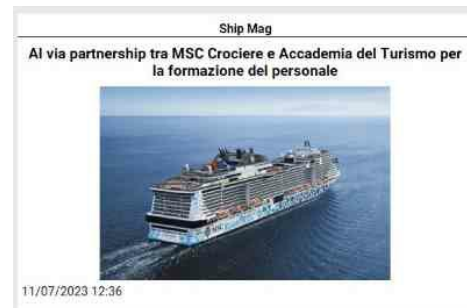 Ship Mag
Al via partnership tra MSC Crociere e Accademia del Turismo per
la formazione del personale
MSC
11/07/2023 12:36